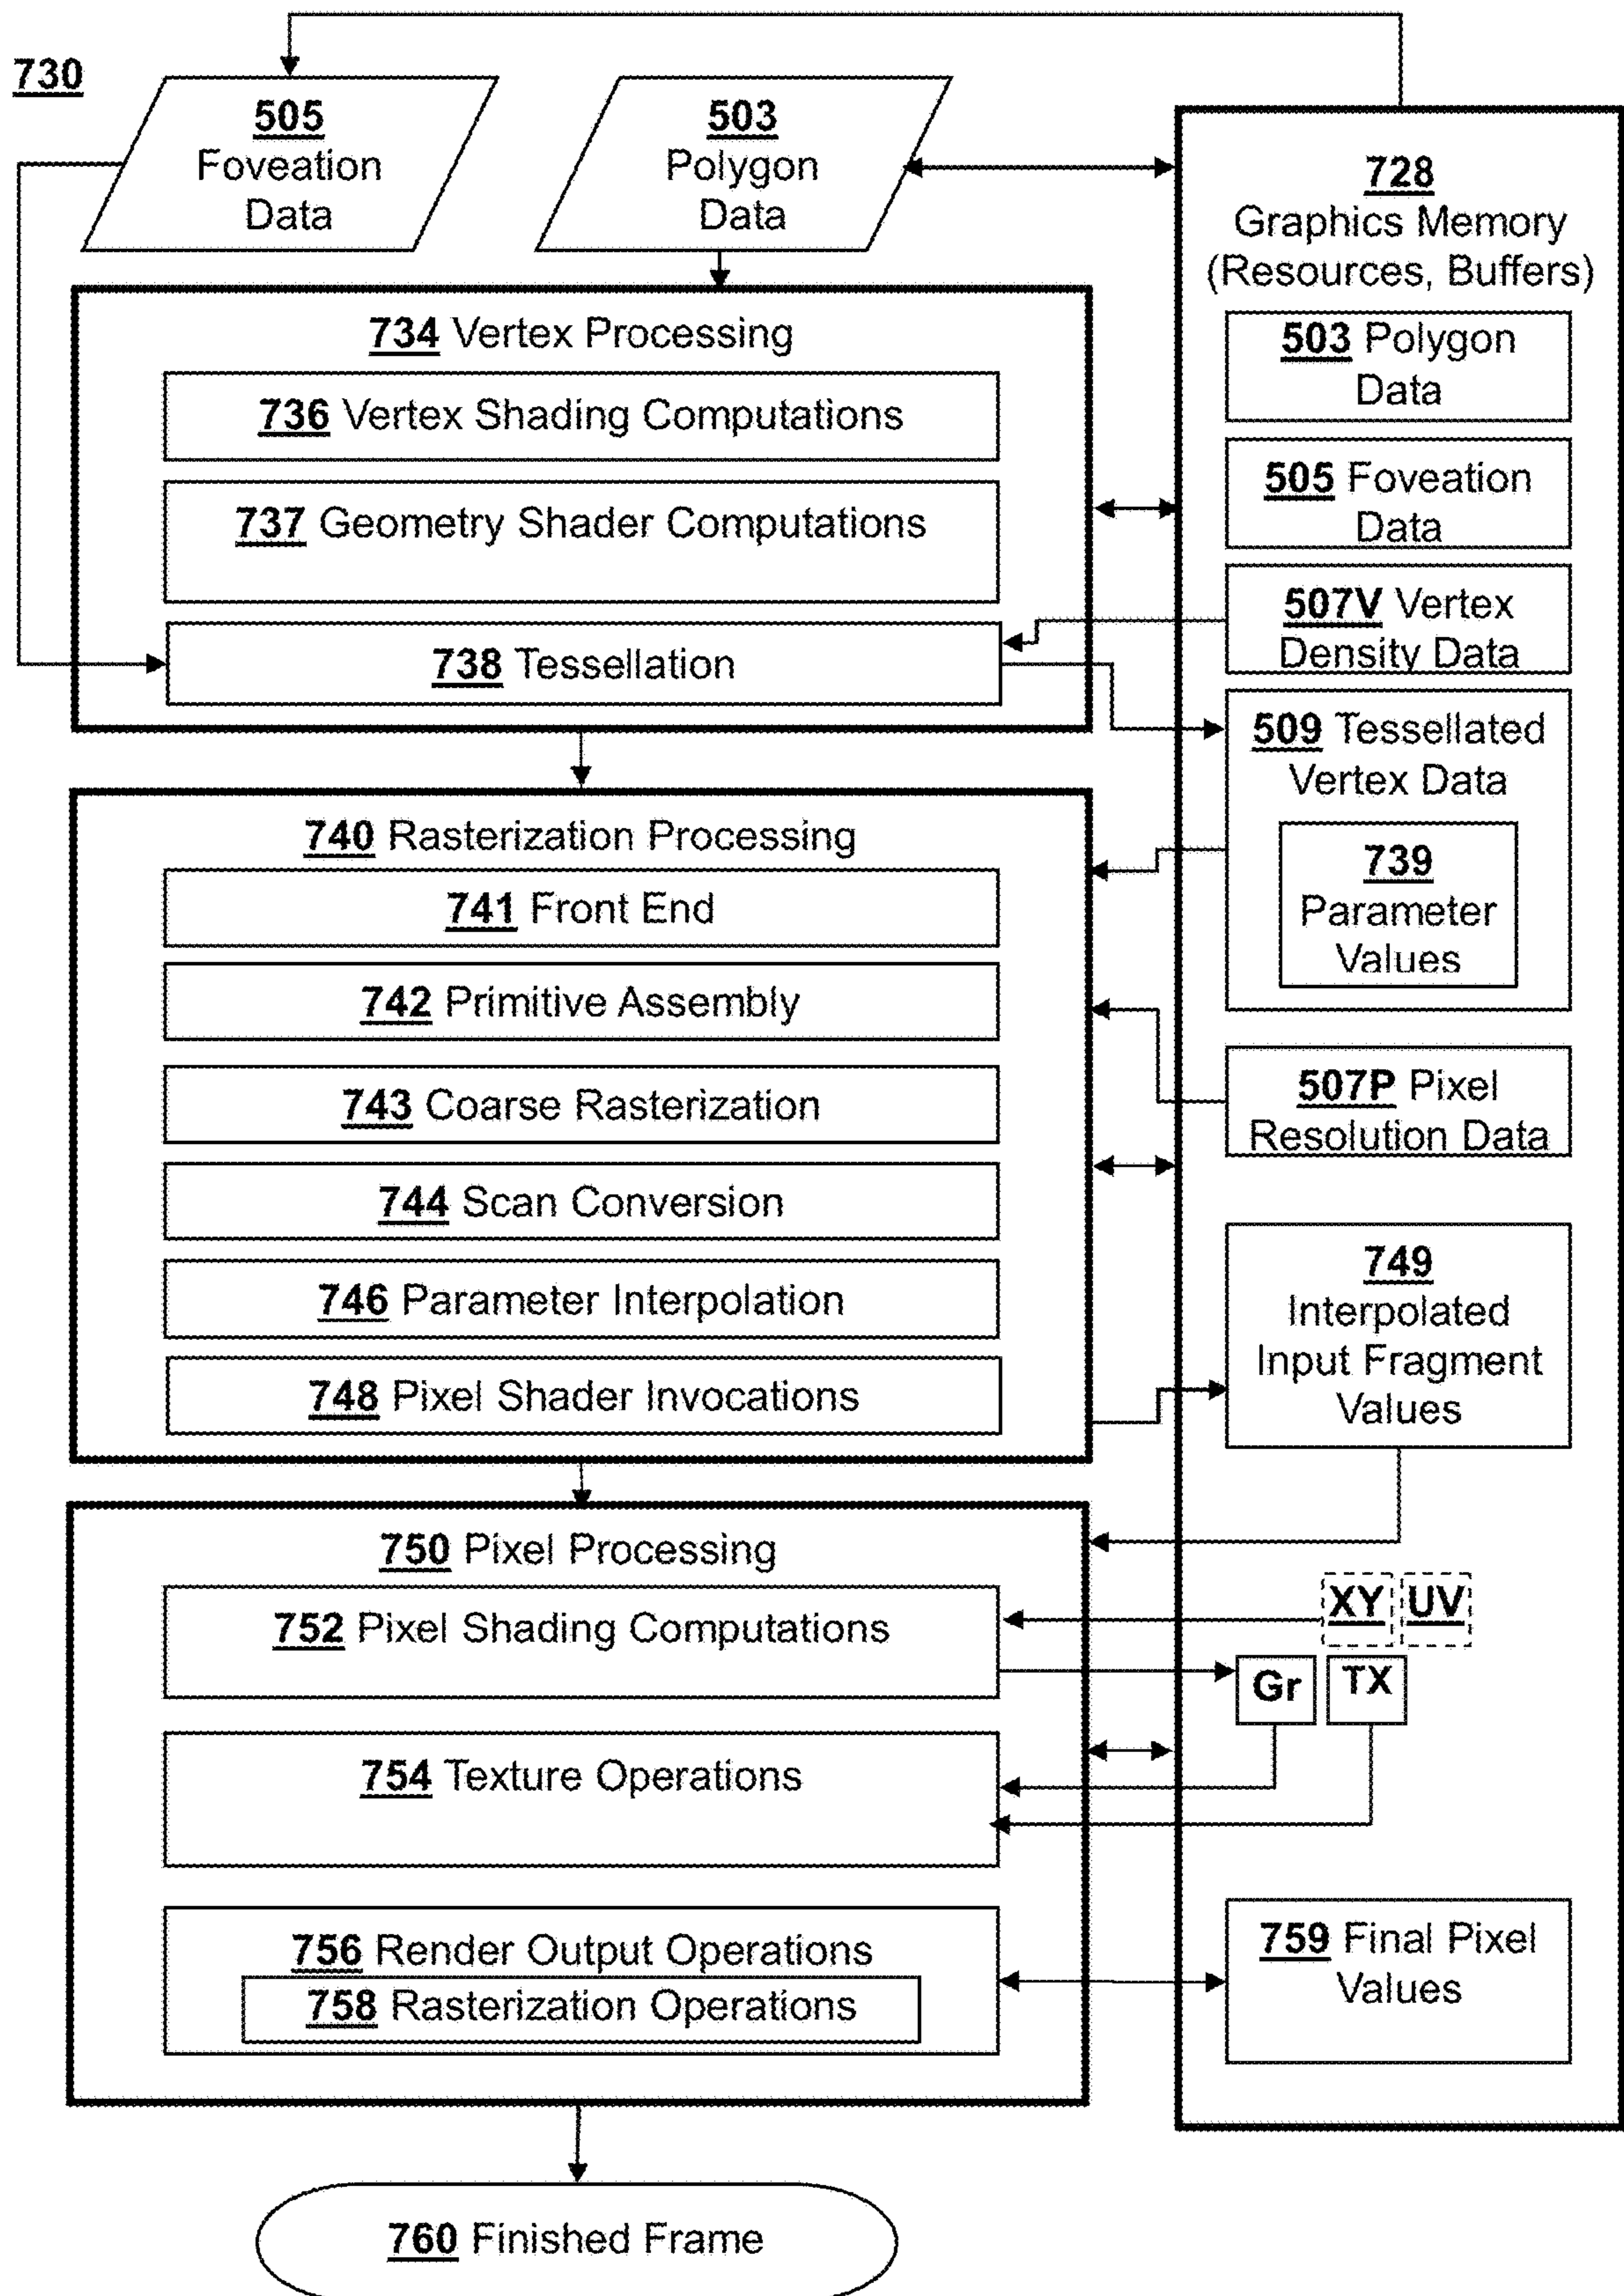 730
505
Foveation
Data
503
Polygon
Data
734 Vertex Processing
736 Vertex Shading Computations
737 Geometry Shader Computations
738 Tessellation
740 Rasterization Processing
741 Front End
742 Primitive Assembly
743 Coarse Rasterization
744 Scan Conversion
746 Parameter Interpolation
748 Pixel Shader Invocations
750 Pixel Processing
752 Pixel Shading Computations
754 Texture Operations
756 Render Output Operations
758 Rasterization Operations
760 Finished Frame
728
Graphics Memory
(Resources, Buffers)
503 Polygon
Data
505 Foveation
Data
507V Vertex
Density Data
509 Tessellated
Vertex Data
739
Parameter
Values
507P Pixel
Resolution Data
749
Interpolated
Input Fragment
Values
XY UV
Gr TX
759 Final Pixel
Values